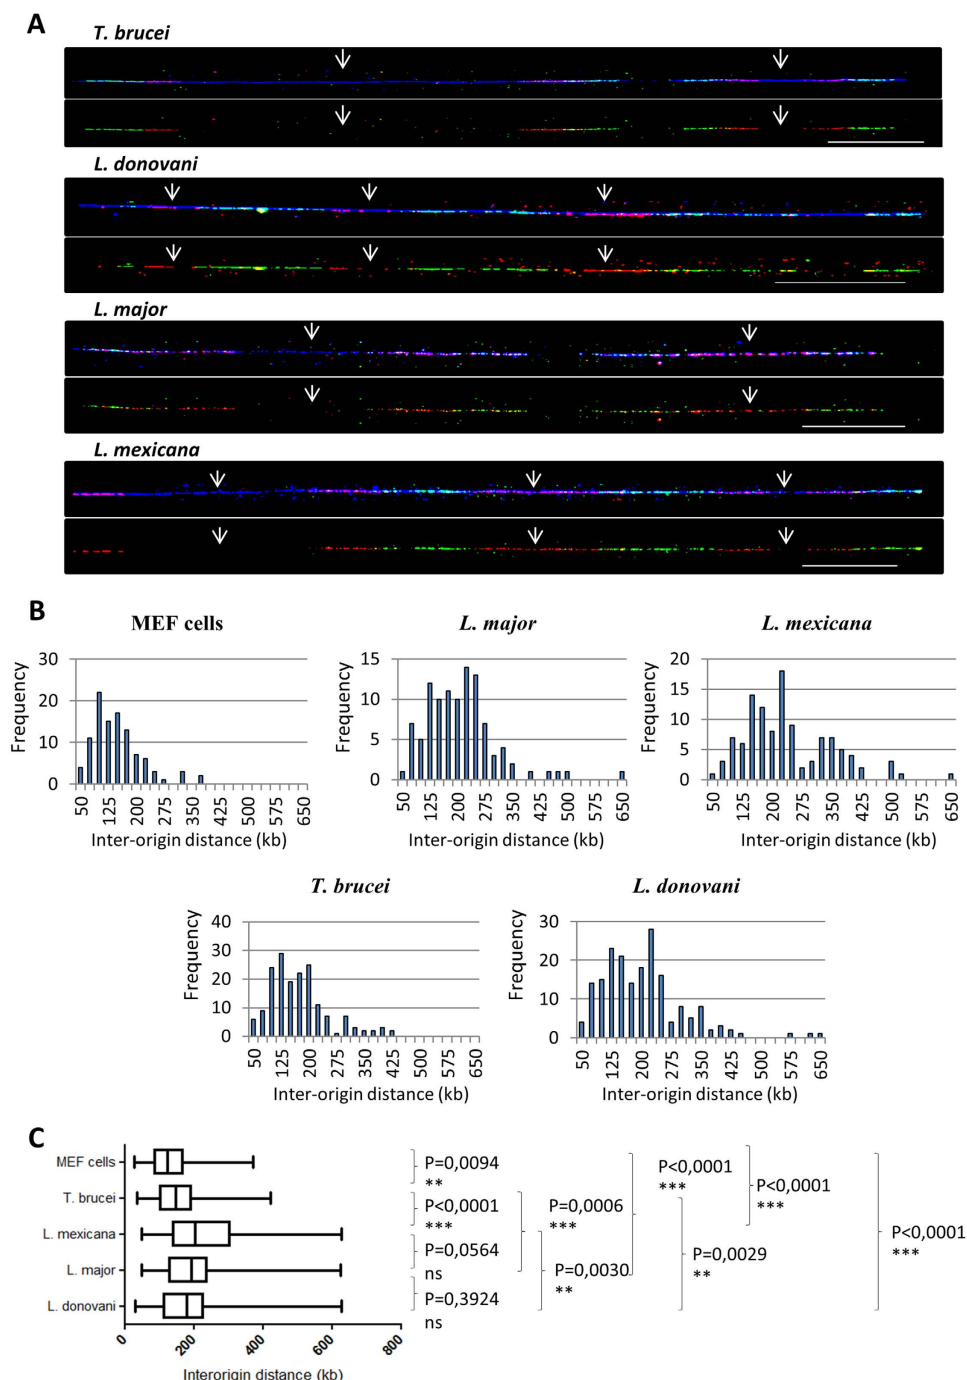 A
T. brucei
L. donovani
L. major
L. mexicana
B
MEF cells
30
20
10
0
Frequency
50
125
200
275
350
425
500
575
650
Inter-origin distance (kb)
L. major
15
10
5
0
Frequency
50
125
200
275
350
425
500
575
650
Inter-origin distance (kb)
L. mexicana
20
15
10
5
0
Frequency
50
125
200
275
350
425
500
575
650
Inter-origin distance (kb)
T. brucei
40
30
20
10
0
Frequency
50
125
200
275
350
425
500
575
650
Inter-origin distance (kb)
L. donovani
30
20
10
0
Frequency
50
125
200
275
350
425
500
575
650
Inter-origin distance (kb)
C
MEF cells
T. brucei
L. mexicana
L. major
L. donovani
0
200
400
600
800
Interorigin distance (kb)
P=0,0094
**
P<0,0001
***
P=0,0564
ns
P=0,3924
ns
P=0,0006
***
P=0,0030
**
P<0,0001
***
P=0,0029
**
P<0,0001
***
P<0,0001
***